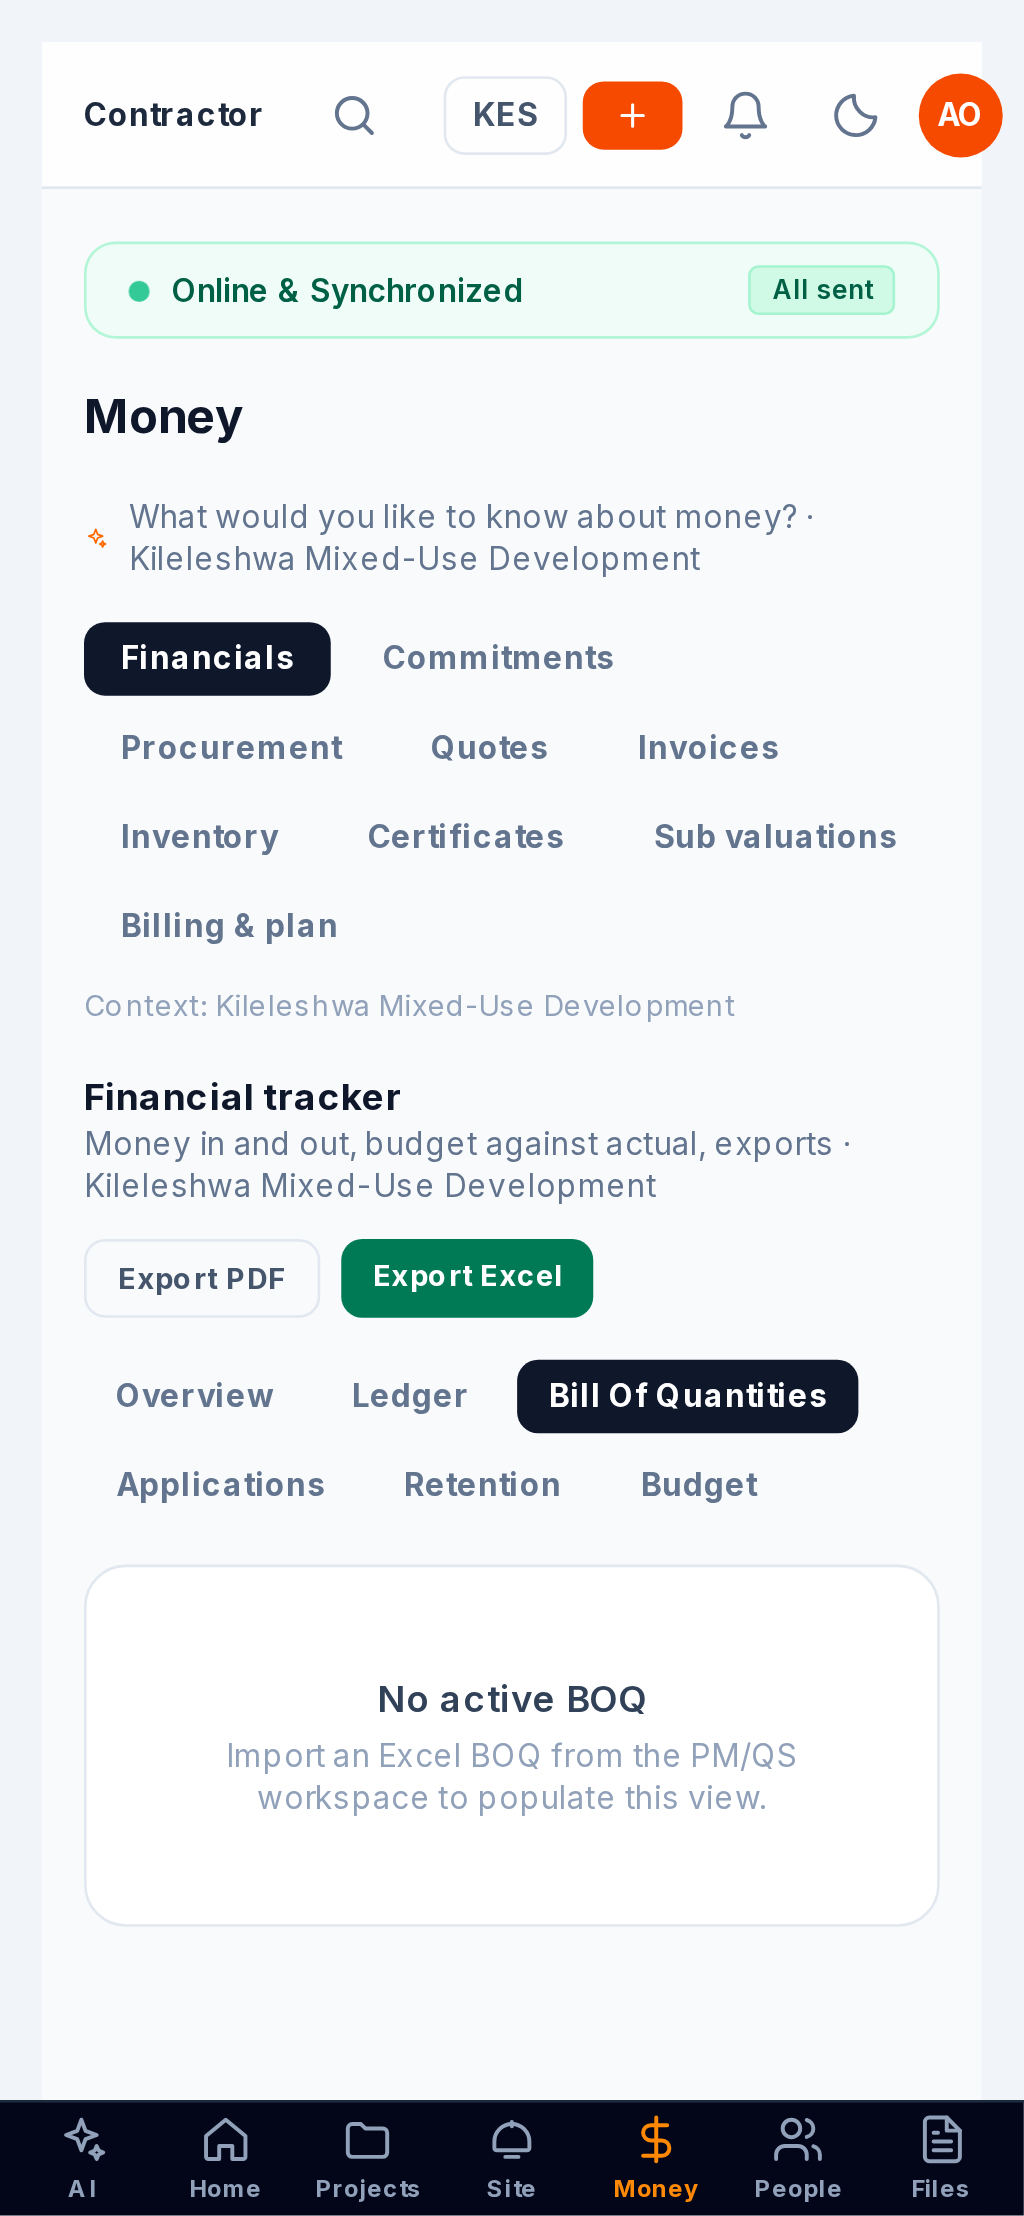 Contractor KES AO
Online & Synchronized All sent
Money
What would you like to know about money? ·
Kileleshwa Mixed-Use Development
Financials Commitments
Procurement Quotes Invoices
Inventory Certificates Sub valuations
Billing & plan
Context: Kileleshwa Mixed-Use Development
Financial tracker
Money in and out, budget against actual, exports ·
Kileleshwa Mixed-Use Development
Export PDF Export Excel
Overview Ledger Bill Of Quantities
Applications Retention Budget
No active BOQ
Import an Excel BOQ from the PM/QS
workspace to populate this view.
AI Home Projects Site Money People Files